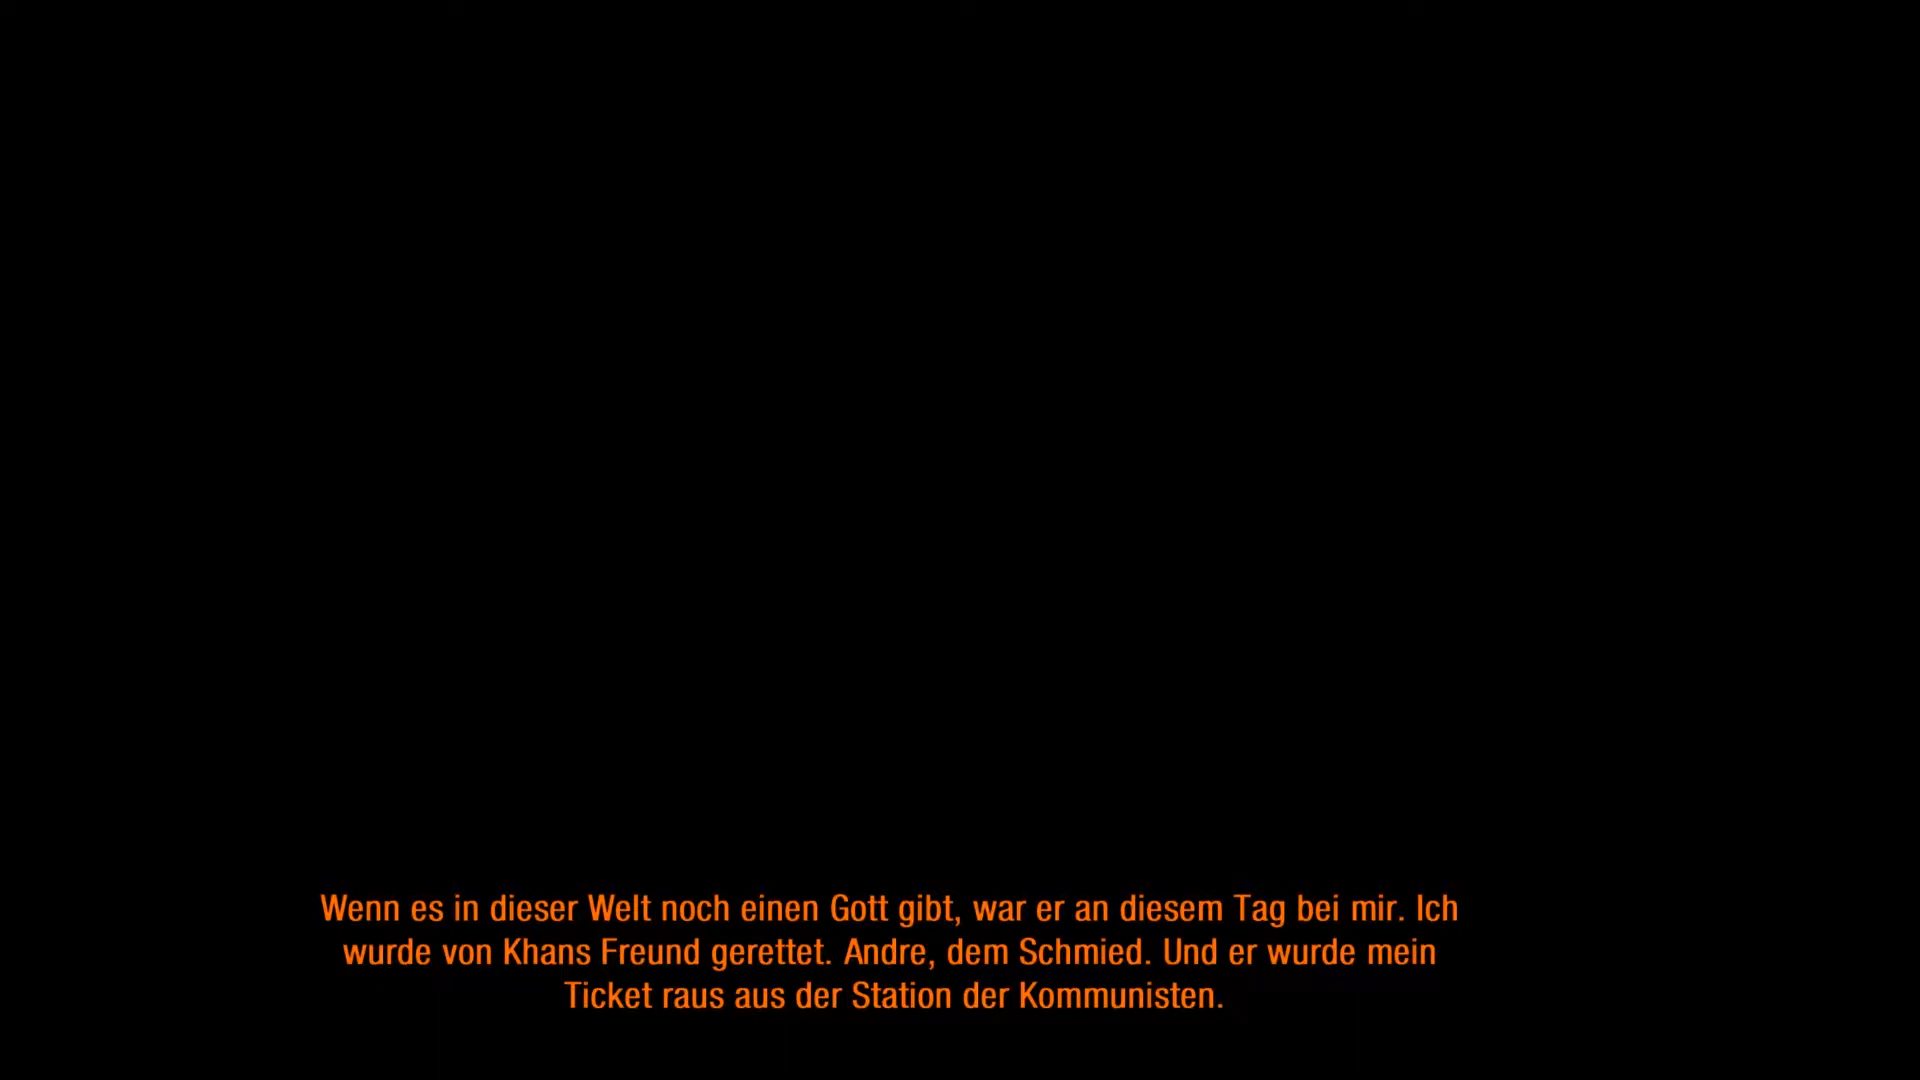 Wenn es in dieser Welt noch einen Gott gibt, war er an diesem Tag bei mir. Ich
wurde von Khans Freund gerettet. Andre, dem Schmied. Und er wurde mein
Ticket raus aus der Station der Kommunisten.